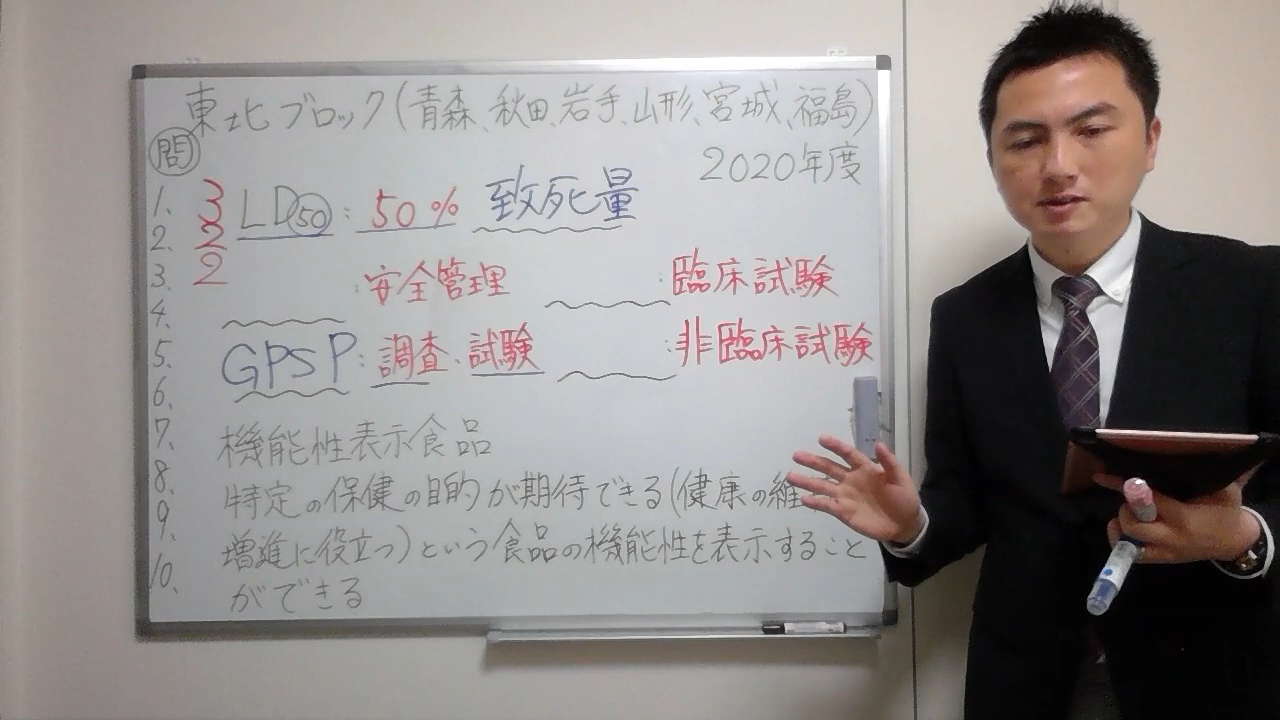 東北ブロック(青森、秋田、岩手、山形、宮城、福島)
2020年度
問
1. 3 LD50: 50% 致死量
2. 2
3. 2 :安全管理 :臨床試験
4.
5. GPSP:調査、試験 :非臨床試験
6.
7. 機能性表示食品
8. 特定の保健の目的が期待できる(健康の維
9. 増進に役立つ)という食品の機能性を表示すること
10. ができる